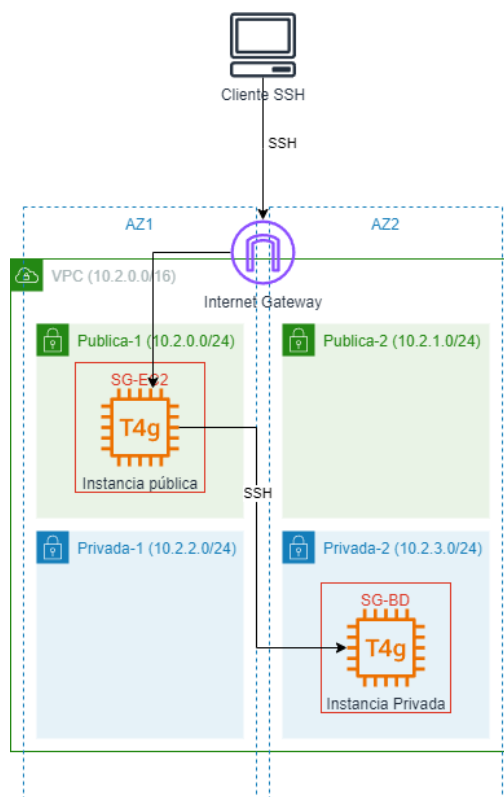 Cliente SSH
SSH
AZ1
AZ2
VPC (10.2.0.0/16)
Internet Gateway
Publica-1 (10.2.0.0/24)
Publica-2 (10.2.1.0/24)
SG-EC2
T4g
Instancia pública
SSH
Privada-1 (10.2.2.0/24)
Privada-2 (10.2.3.0/24)
SG-BD
T4g
Instancia Privada